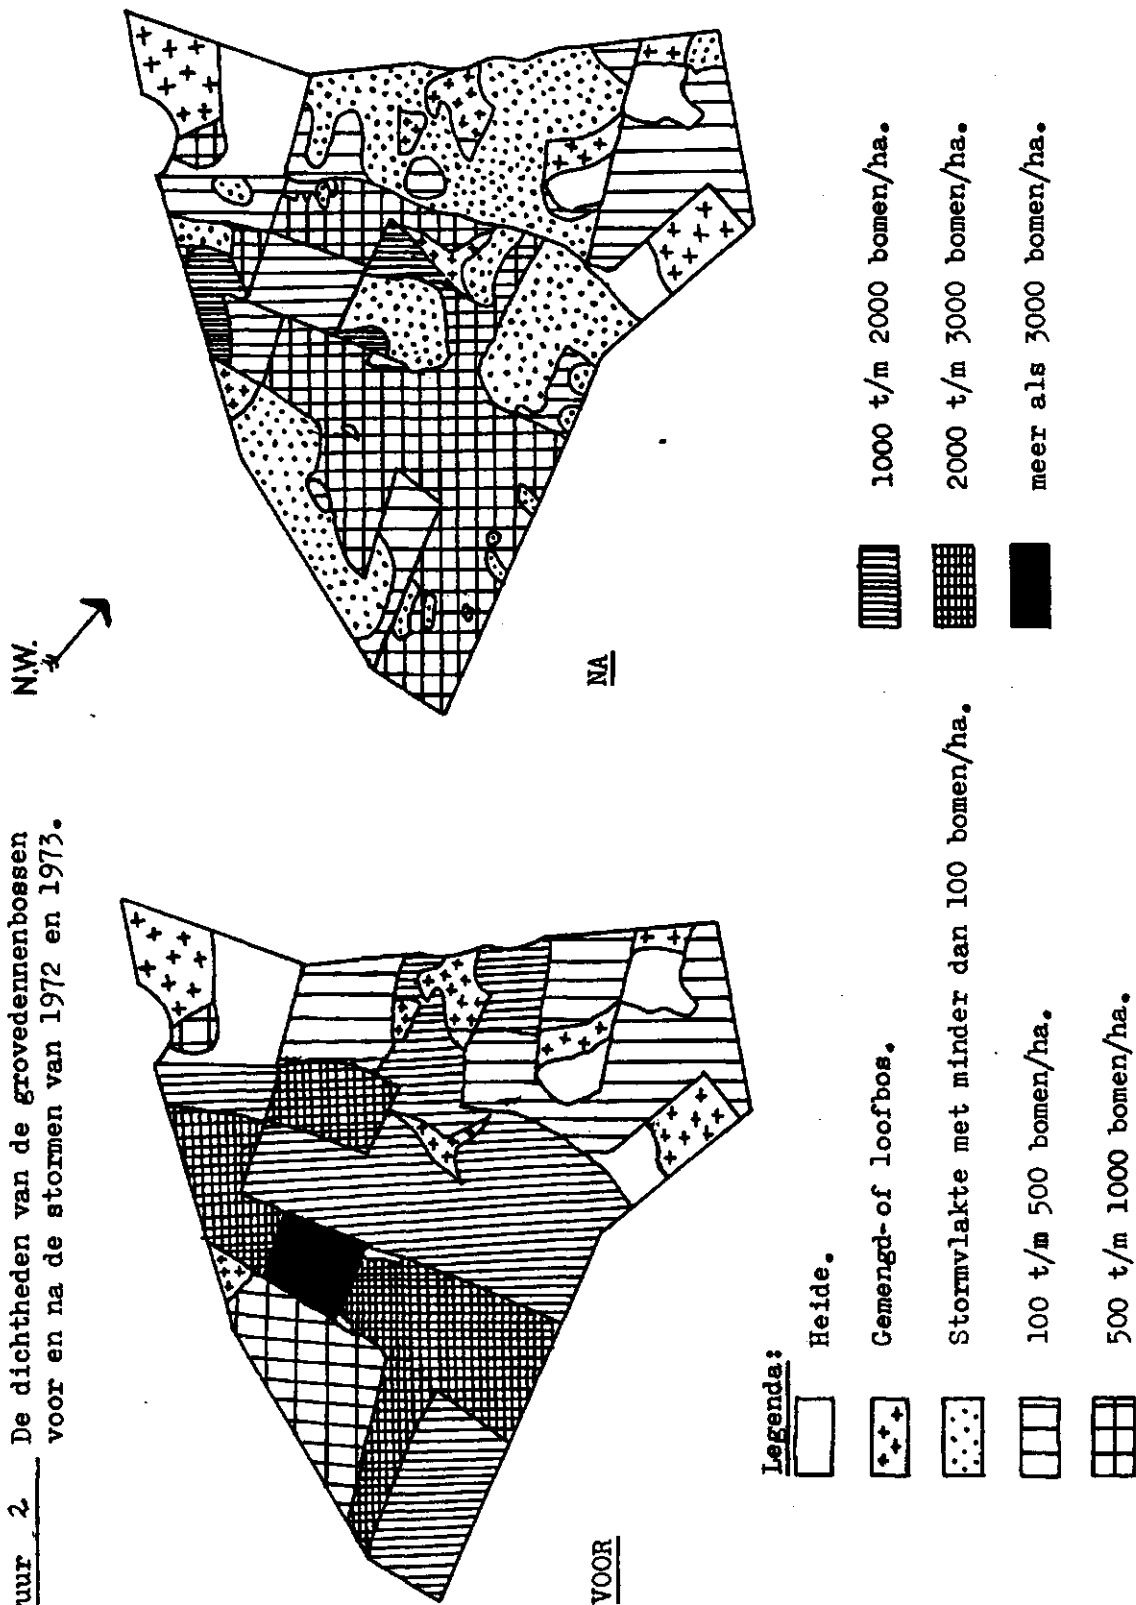 uur 2 De dichtheden van de grovedennenbossen
voor en na de stormen van 1972 en 1973.
N.W.
VOOR
NA
Legenda:
Heide.
Gemengd- of loofbos.
Stormvlakte met minder dan 100 bomen/ha.
100 t/m 500 bomen/ha.
500 t/m 1000 bomen/ha.
1000 t/m 2000 bomen/ha.
2000 t/m 3000 bomen/ha.
meer als 3000 bomen/ha.